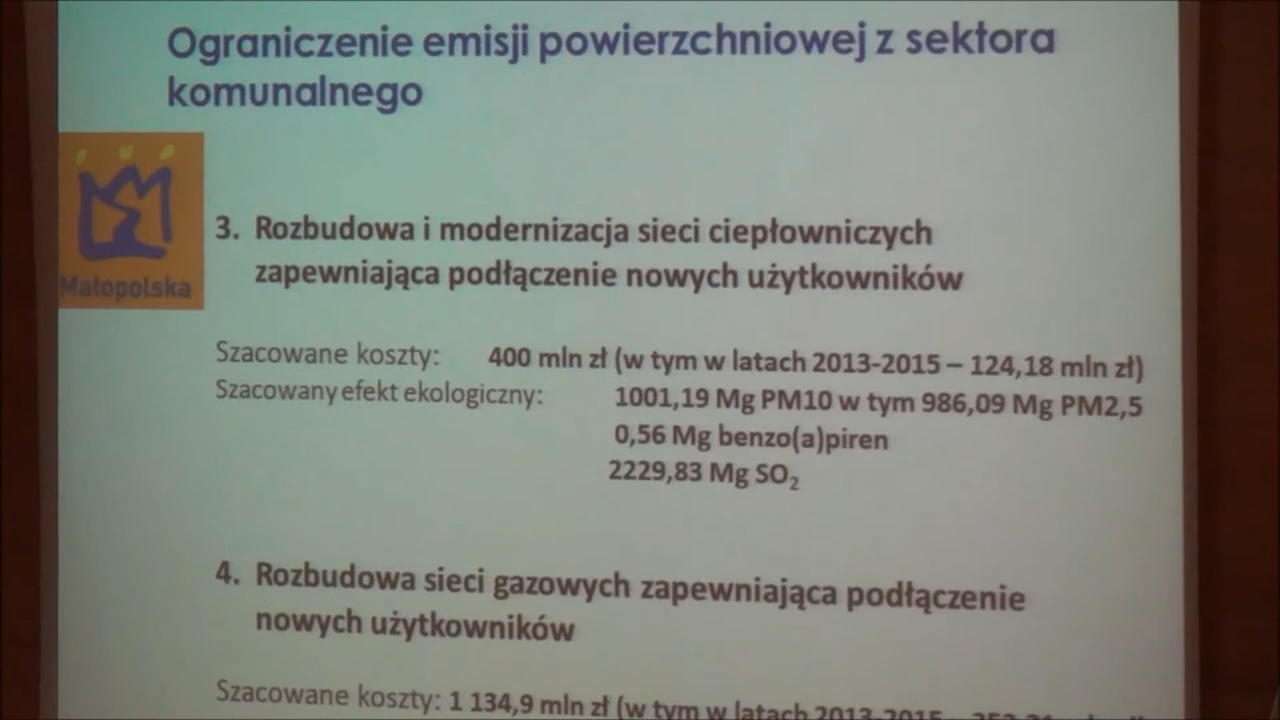 Ograniczenie emisji powierzchniowej z sektora
komunalnego
Małopolska
3. Rozbudowa i modernizacja sieci ciepłowniczych
zapewniająca podłączenie nowych użytkowników
Szacowane koszty: 400 mln zł (w tym w latach 2013-2015 – 124,18 mln zł)
Szacowany efekt ekologiczny: 1001,19 Mg PM10 w tym 986,09 Mg PM2,5
0,56 Mg benzo(a)piren
2229,83 Mg SO₂
4. Rozbudowa sieci gazowych zapewniająca podłączenie
nowych użytkowników
Szacowane koszty: 1 134,9 mln zł (w tym w latach 2013-2015